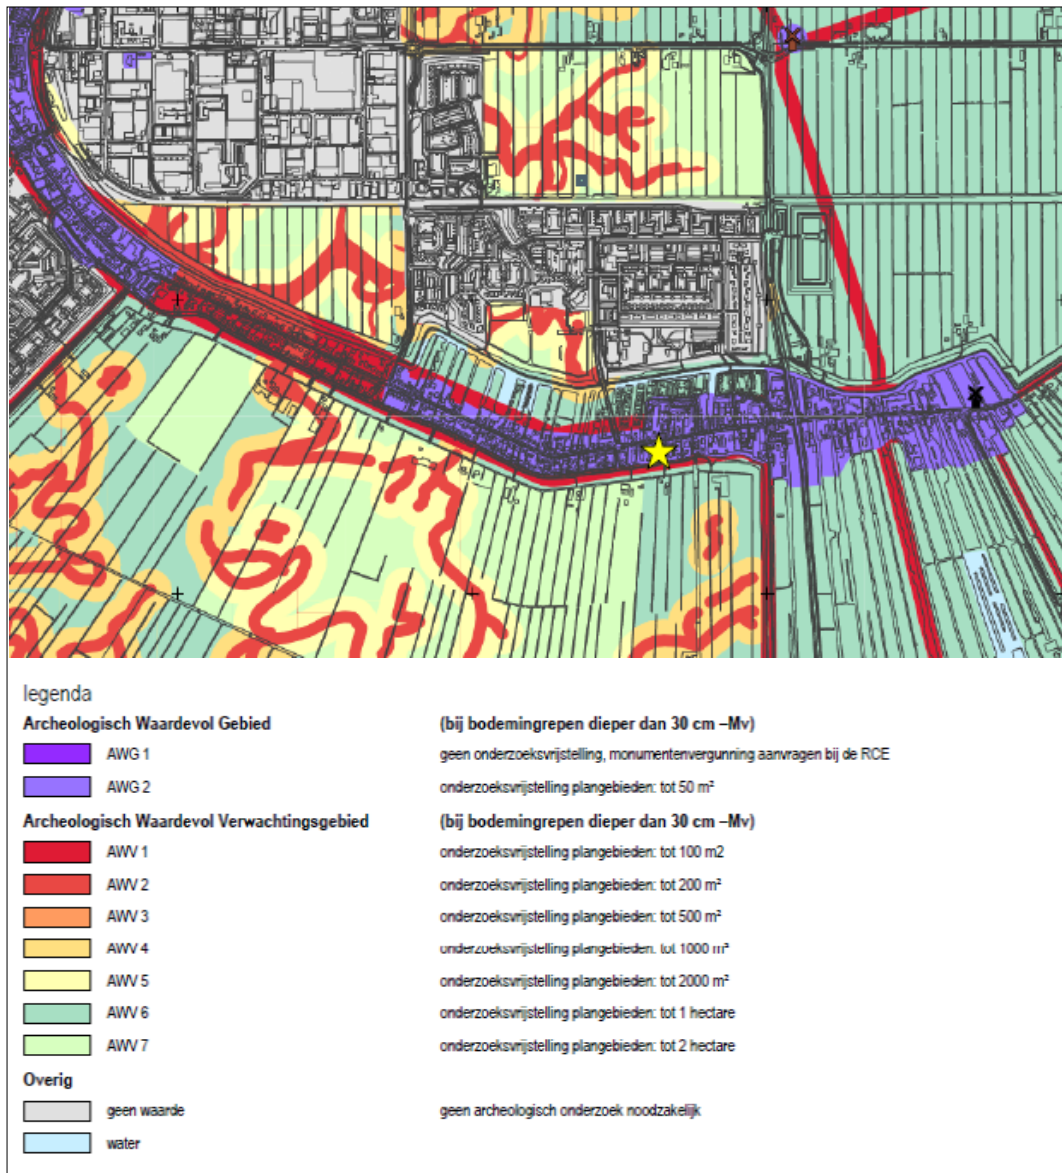 legenda
Archeologisch Waardevol Gebied (bij bodemingrepen dieper dan 30 cm –Mv)
AWG 1 geen onderzoeksvrijstelling, monumentenvergunning aanvragen bij de RCE
AWG 2 onderzoeksvrijstelling plangebieden: tot 50 m²
Archeologisch Waardevol Verwachtingsgebied (bij bodemingrepen dieper dan 30 cm –Mv)
AWV 1 onderzoeksvrijstelling plangebieden: tot 100 m2
AWV 2 onderzoeksvrijstelling plangebieden: tot 200 m²
AWV 3 onderzoeksvrijstelling plangebieden: tot 500 m²
AWV 4 onderzoeksvrijstelling plangebieden: tot 1000 m²
AWV 5 onderzoeksvrijstelling plangebieden: tot 2000 m²
AWV 6 onderzoeksvrijstelling plangebieden: tot 1 hectare
AWV 7 onderzoeksvrijstelling plangebieden: tot 2 hectare
Overig
geen waarde geen archeologisch onderzoek noodzakelijk
water